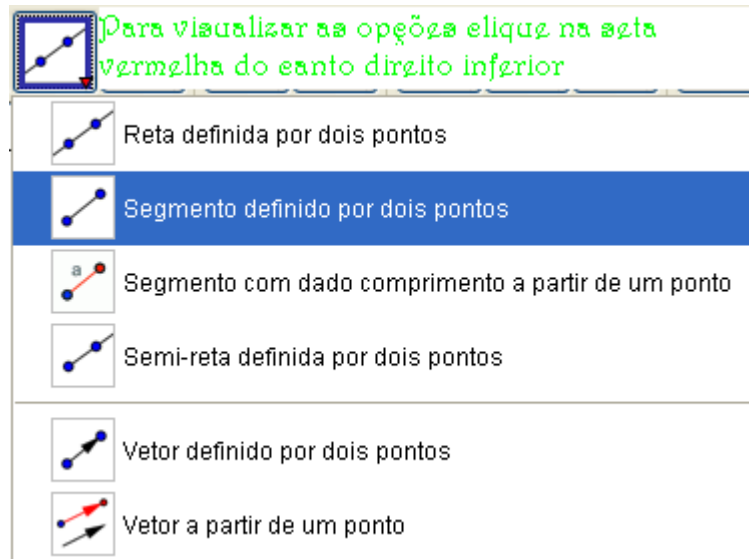 Para visualizar as opções clique na seta
vermelha do canto direito inferior
Reta definida por dois pontos
Segmento definido por dois pontos
a
Segmento com dado comprimento a partir de um ponto
Semi-reta definida por dois pontos
Vetor definido por dois pontos
Vetor a partir de um ponto